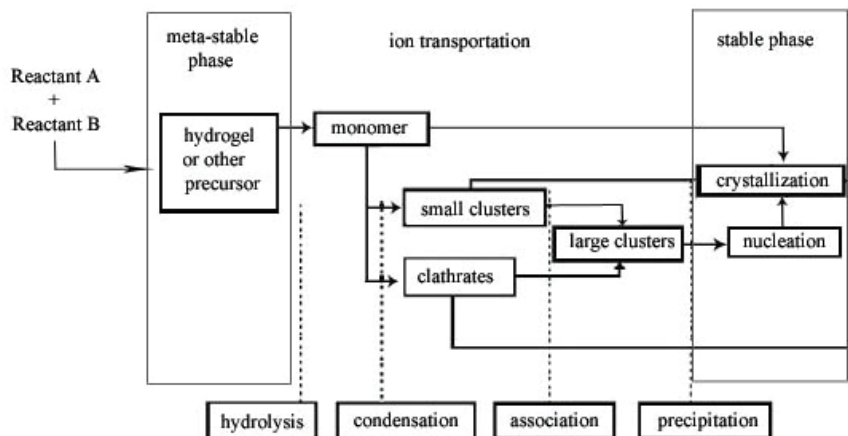 meta-stable
phase
ion transportation
stable phase
Reactant A
+
Reactant B
hydrogel
or other
precursor
monomer
crystallization
small clusters
large clusters
nucleation
clathrates
hydrolysis
condensation
association
precipitation